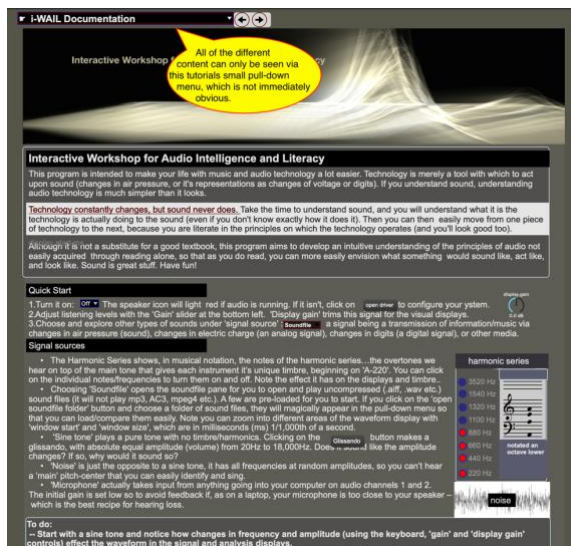 i-WAIL Documentation
Interactive Workshop
cy
All of the different
content can only be seen via
this tutorials small pull-down
menu, which is not immediately
obvious.
Interactive Workshop for Audio Intelligence and Literacy
This program is intended to make your life with music and audio technology a lot easier. Technology is merely a tool with which to act
upon sound (changes in air pressure, or it's representations as changes of voltage or digits). If you understand sound, understanding
audio technology is much simpler than it looks.
Technology constantly changes, but sound never does. Take the time to understand sound, and you will understand what it is the
technology is actually doing to the sound (even if you don't know exactly how it does it). Then you can then easily move from one piece
of technology to the next, because you are literate in the principles on which the technology operates (and you'll look good too).
Although it is not a substitute for a good textbook, this program aims to develop an intuitive understanding of the principles of audio not
easily acquired through reading alone, so that as you do read, you can more easily envision what something would sound like, act like,
and look like. Sound is great stuff. Have fun!
Quick Start
1.Turn it on: Off The speaker icon will light red if audio is running. If it isn't, click on open driver to configure your ystem.
display gain
0.0 dB
2.Adjust listening levels with the 'Gain' slider at the bottom left. 'Display gain' trims this signal for the visual displays.
3.Choose and explore other types of sounds under 'signal source': Soundfile a signal being a transmission of information/music via
changes in air pressure (sound), changes in electric charge (an analog signal), changes in digits (a digital signal), or other media.
Signal sources
• The Harmonic Series shows, in musical notation, the notes of the harmonic series...the overtones we
hear on top of the main tone that gives each instrument it's unique timbre, beginning on 'A-220'. You can click
on the individual notes/frequencies to turn them on and off. Note the effect it has on the displays and timbre..
• Choosing 'Soundfile' opens the soundfile pane for you to open and play uncompressed (.aiff, .wav etc.)
sound files (it will not play mp3, AC3, mpeg4 etc.). A few are pre-loaded for you to start. If you click on the 'open
soundfile folder' button and choose a folder of sound files, they will magically appear in the pull-down menu so
that you can load/compare them easily. Note you can zoom into different areas of the waveform display with
'window start' and 'window size', which are in milliseconds (ms) 1/1,000th of a second.
• 'Sine tone' plays a pure tone with no timbre/harmonics. Clicking on the Glissando button makes a
glissando, with absolute equal amplitude (volume) from 20Hz to 18,000Hz. Does it sound like the amplitude
changes? If so, why would it sound so?
• 'Noise' is just the opposite to a sine tone, it has all frequencies at random amplitudes, so you can't hear
a 'main' pitch-center that you can easily identify and sing.
• 'Microphone' actually takes input from anything going into your computer on audio channels 1 and 2.
The initial gain is set low so to avoid feedback if, as on a laptop, your microphone is too close to your speaker –
which is the best recipe for hearing loss.
harmonic series
3520 Hz
1540 Hz
1320 Hz
1100 Hz
880 Hz
660 Hz
440 Hz
220 Hz
notated an
octave lower
noise
To do:
-- Start with a sine tone and notice how changes in frequency and amplitude (using the keyboard, 'gain' and 'display gain'
controls) effect the waveform in the signal and analysis displays.